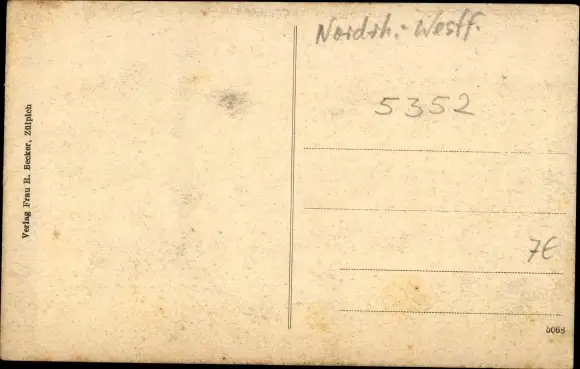 Verlag Frau R. Becker, Zülpich
Nordrh.-Westf.
5352
7€
5068